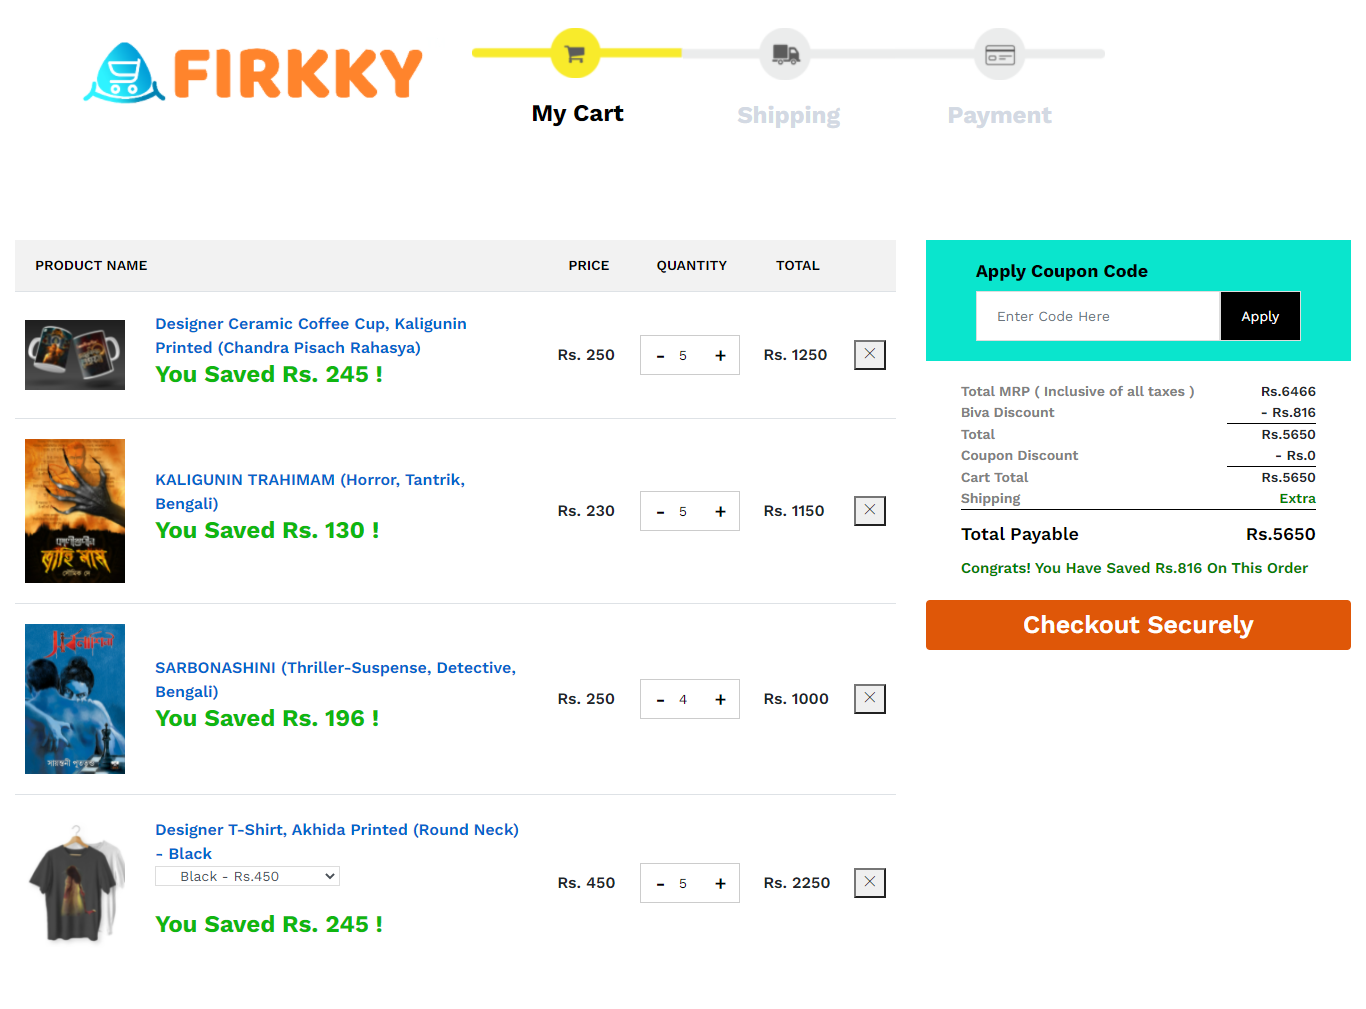 FIRKKY
My Cart
Shipping
Payment
PRODUCT NAME PRICE QUANTITY TOTAL
Designer Ceramic Coffee Cup, Kaligunin
Printed (Chandra Pisach Rahasya)
You Saved Rs. 245 !
Rs. 250 - 5 + Rs. 1250
KALIGUNIN TRAHIMAM (Horror, Tantrik,
Bengali)
You Saved Rs. 130 !
Rs. 230 - 5 + Rs. 1150
ত্রাহি মাম
সৌমিক দে
SARBONASHINI (Thriller-Suspense, Detective,
Bengali)
You Saved Rs. 196 !
Rs. 250 - 4 + Rs. 1000
Designer T-Shirt, Akhida Printed (Round Neck)
- Black
Black - Rs.450
You Saved Rs. 245 !
Rs. 450 - 5 + Rs. 2250
Apply Coupon Code
Enter Code Here Apply
Total MRP ( Inclusive of all taxes ) Rs.6466
Biva Discount - Rs.816
Total Rs.5650
Coupon Discount - Rs.0
Cart Total Rs.5650
Shipping Extra
Total Payable Rs.5650
Congrats! You Have Saved Rs.816 On This Order
Checkout Securely